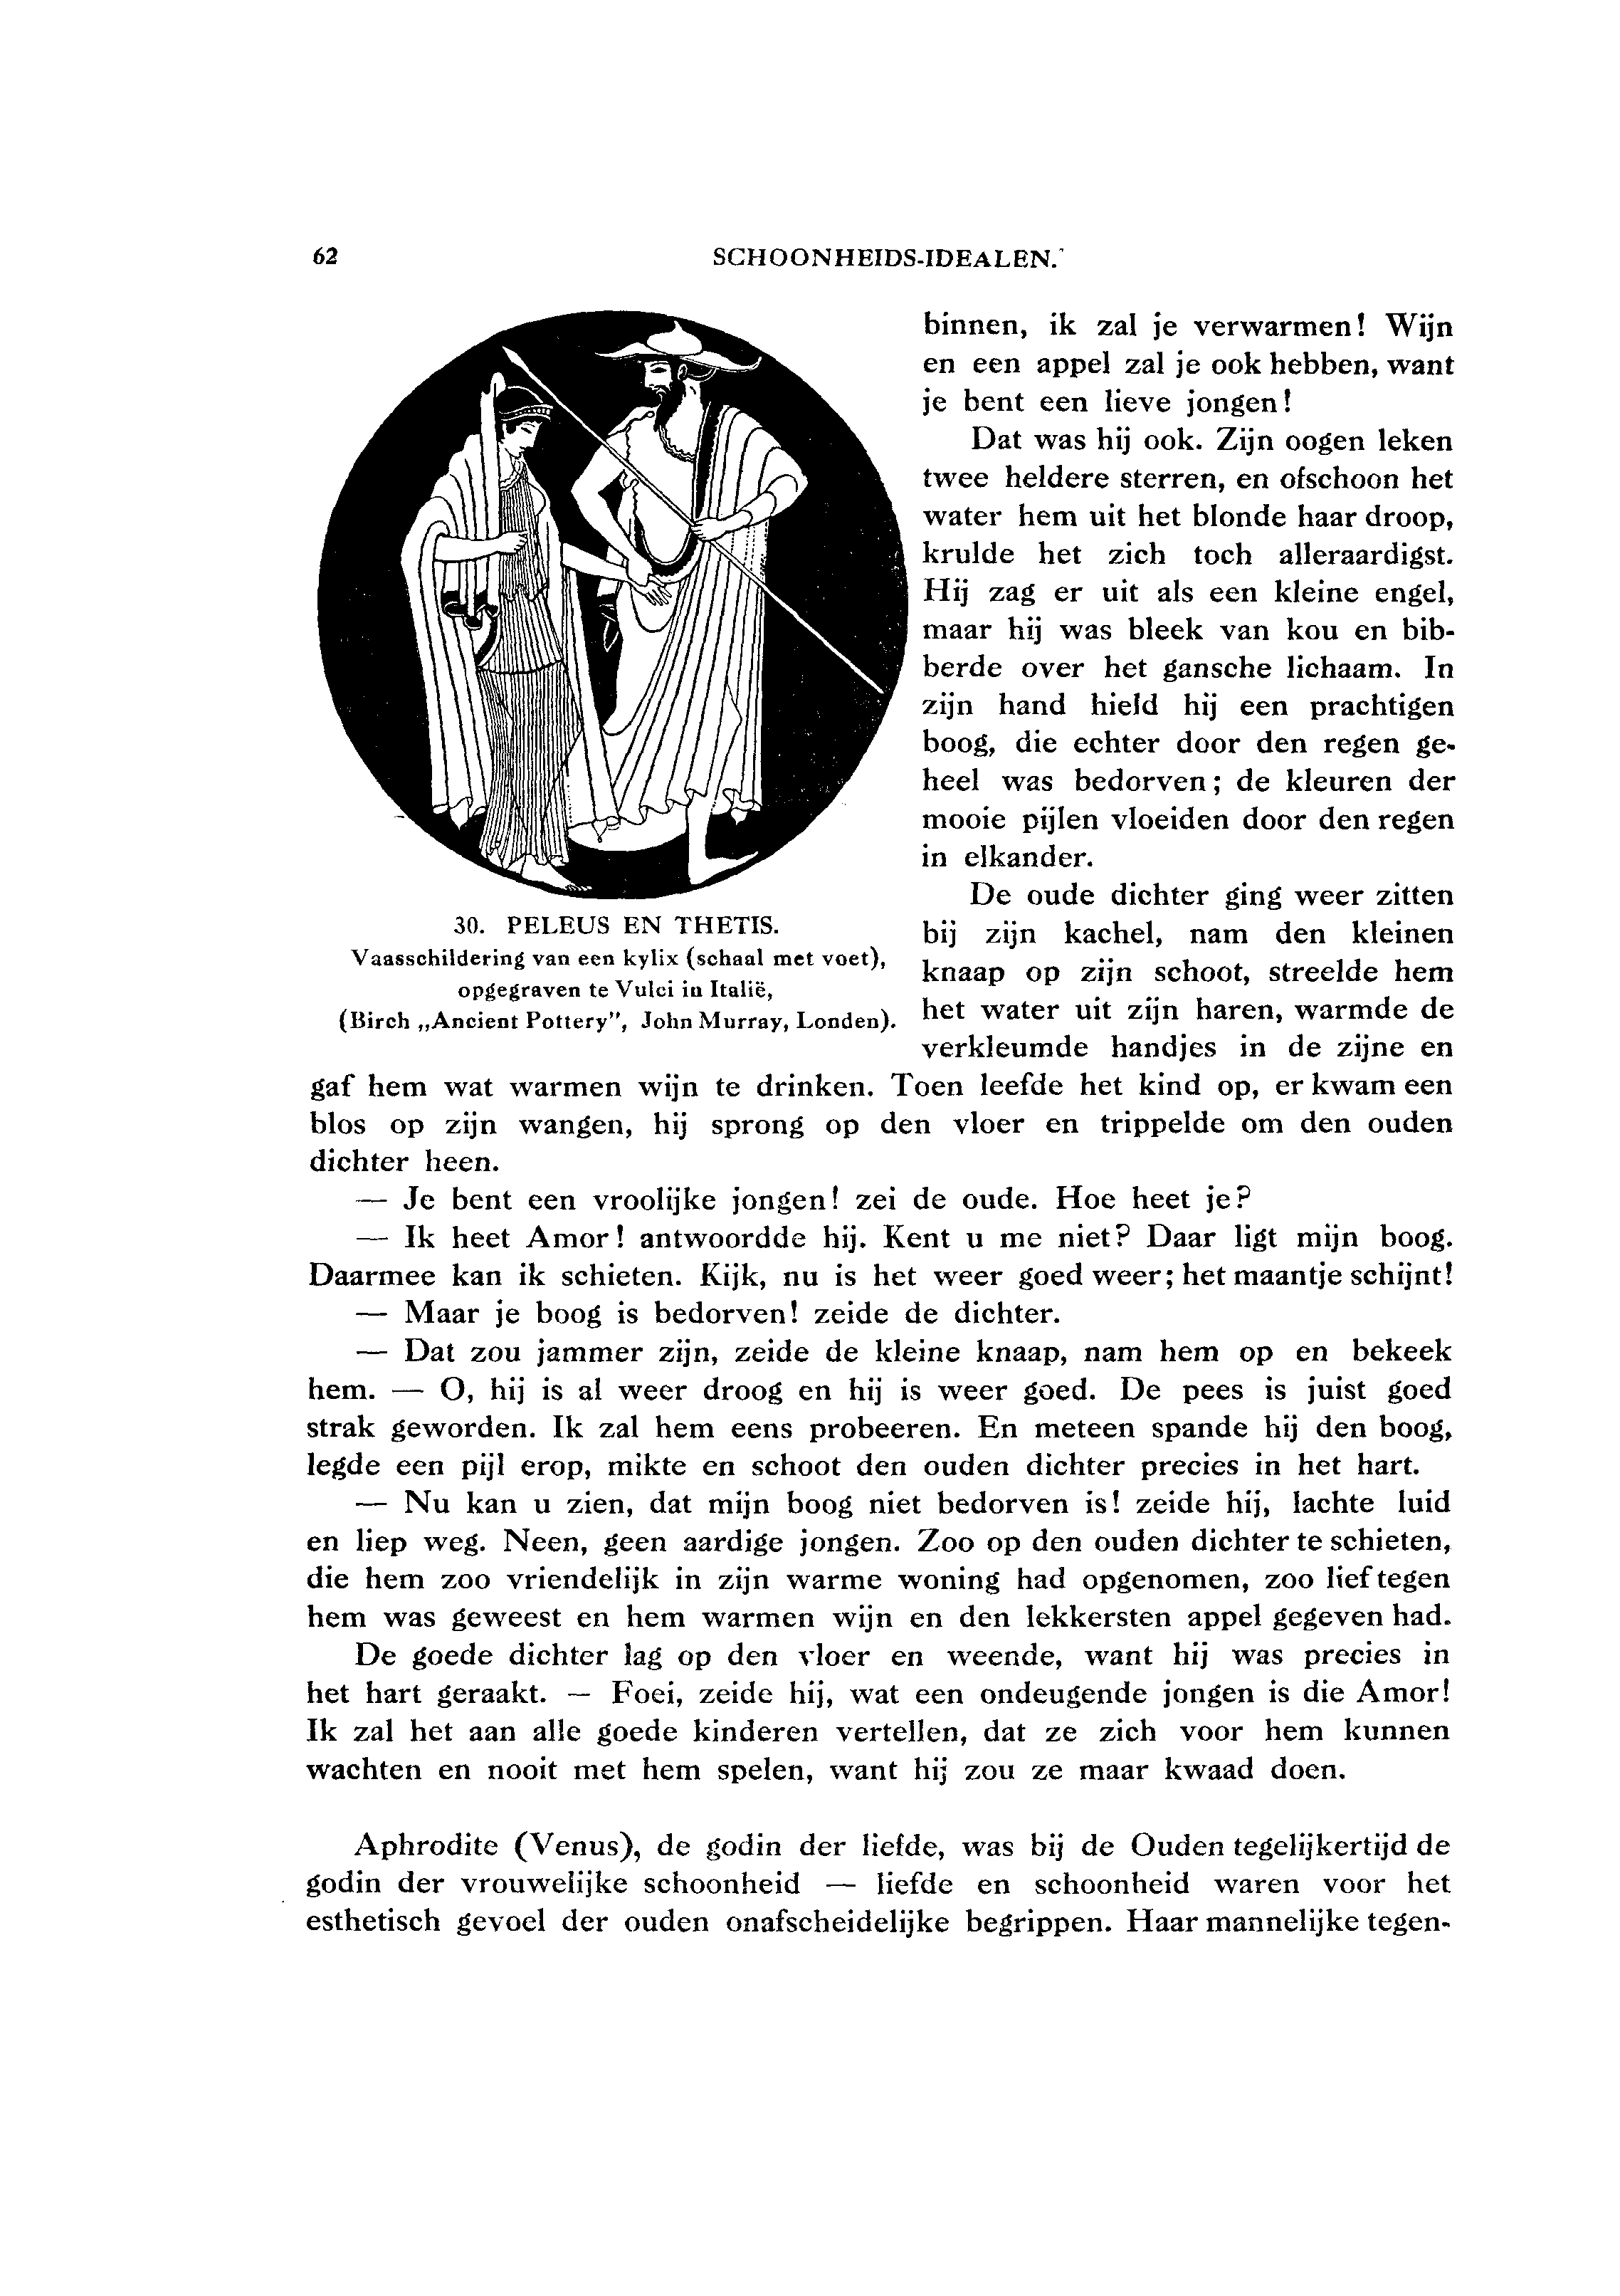 62
SCHOONHEIDS-IDEALEN.
30. PELEUS EN THETIS.
Vaasschildering van een kylix (schaal met voet),
opgegraven te Vulci in Italië,
(Birch „Ancient Pottery”, John Murray, Londen).
binnen, ik zal je verwarmen! Wijn
en een appel zal je ook hebben, want
je bent een lieve jongen!
Dat was hij ook. Zijn oogen leken
twee heldere sterren, en ofschoon het
water hem uit het blonde haar droop,
krulde het zich toch alleraardigst.
Hij zag er uit als een kleine engel,
maar hij was bleek van kou en bib-
berde over het gansche lichaam. In
zijn hand hield hij een prachtigen
boog, die echter door den regen ge-
heel was bedorven; de kleuren der
mooie pijlen vloeiden door den regen
in elkander.
De oude dichter ging weer zitten
bij zijn kachel, nam den kleinen
knaap op zijn schoot, streelde hem
het water uit zijn haren, warmde de
verkleumde handjes in de zijne en
gaf hem wat warmen wijn te drinken. Toen leefde het kind op, er kwam een
blos op zijn wangen, hij sprong op den vloer en trippelde om den ouden
dichter heen.
— Je bent een vroolijke jongen! zei de oude. Hoe heet je?
— Ik heet Amor! antwoordde hij. Kent u me niet? Daar ligt mijn boog.
Daarmee kan ik schieten. Kijk, nu is het weer goed weer; het maantje schijnt!
— Maar je boog is bedorven! zeide de dichter.
— Dat zou jammer zijn, zeide de kleine knaap, nam hem op en bekeek
hem. — O, hij is al weer droog en hij is weer goed. De pees is juist goed
strak geworden. Ik zal hem eens probeeren. En meteen spande hij den boog,
legde een pijl erop, mikte en schoot den ouden dichter precies in het hart.
— Nu kan u zien, dat mijn boog niet bedorven is! zeide hij, lachte luid
en liep weg. Neen, geen aardige jongen. Zoo op den ouden dichter te schieten,
die hem zoo vriendelijk in zijn warme woning had opgenomen, zoo lief tegen
hem was geweest en hem warmen wijn en den lekkersten appel gegeven had.
De goede dichter lag op den vloer en weende, want hij was precies in
het hart geraakt. — Foei, zeide hij, wat een ondeugende jongen is die Amor!
Ik zal het aan alle goede kinderen vertellen, dat ze zich voor hem kunnen
wachten en nooit met hem spelen, want hij zou ze maar kwaad doen.
Aphrodite (Venus), de godin der liefde, was bij de Ouden tegelijkertijd de
godin der vrouwelijke schoonheid — liefde en schoonheid waren voor het
esthetisch gevoel der ouden onafscheidelijke begrippen. Haar mannelijke tegen-